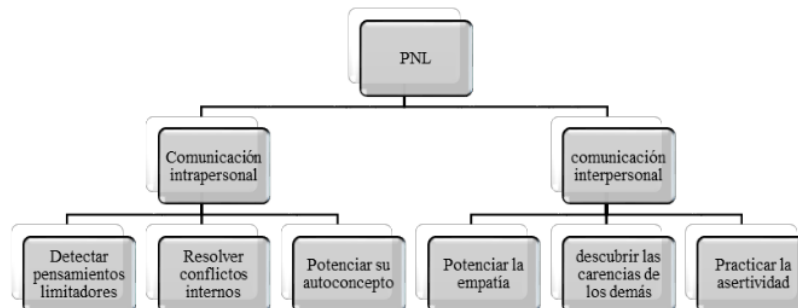 PNL
Comunicación
intrapersonal
comunicación
interpersonal
Detectar
pensamientos
limitadores
Resolver
conflictos
internos
Potenciar su
autoconcepto
Potenciar la
empatía
descubrir las
carencias de
los demás
Practicar la
asertividad